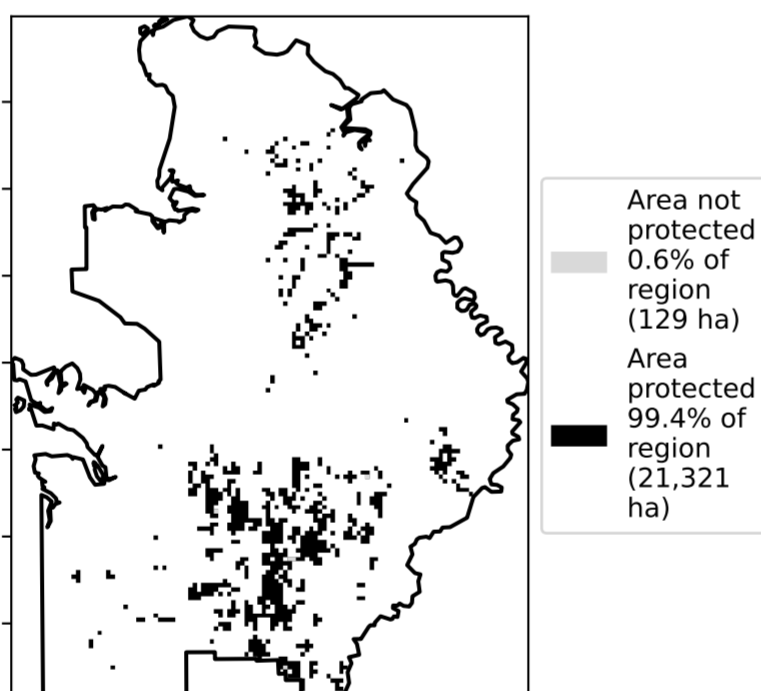 Area not
protected
0.6% of
region
(129 ha)
Area
protected
99.4% of
region
(21,321
ha)